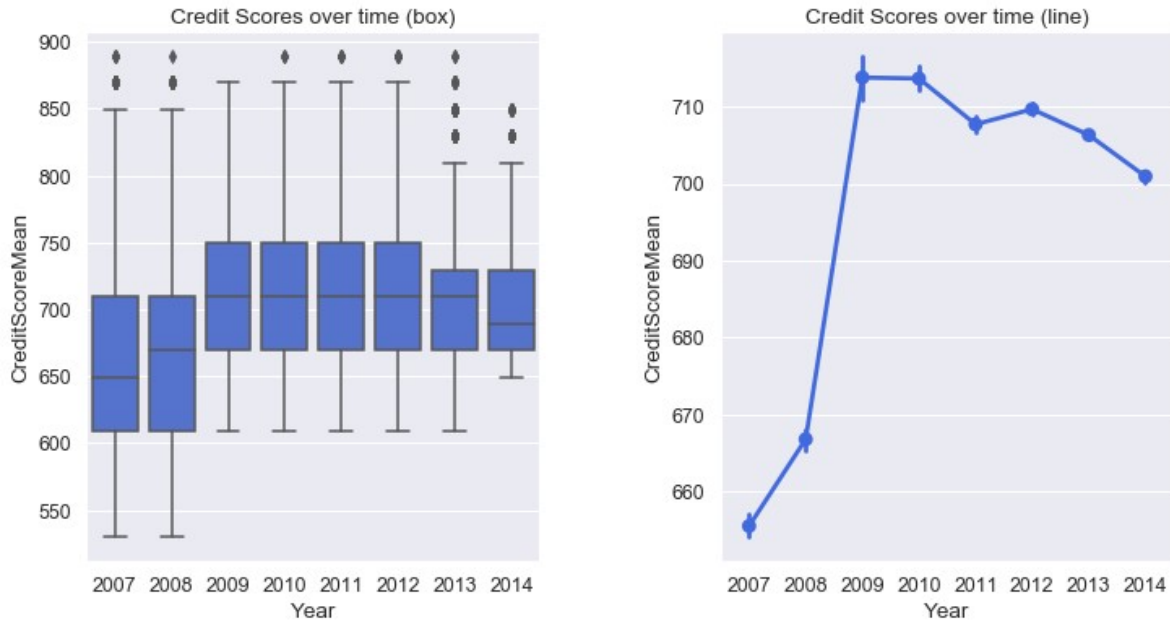 Credit Scores over time (box)
900
850
800
750
700
650
600
550
CreditScoreMean
2007 2008 2009 2010 2011 2012 2013 2014
Year
Credit Scores over time (line)
710
700
690
680
670
660
CreditScoreMean
2007 2008 2009 2010 2011 2012 2013 2014
Year